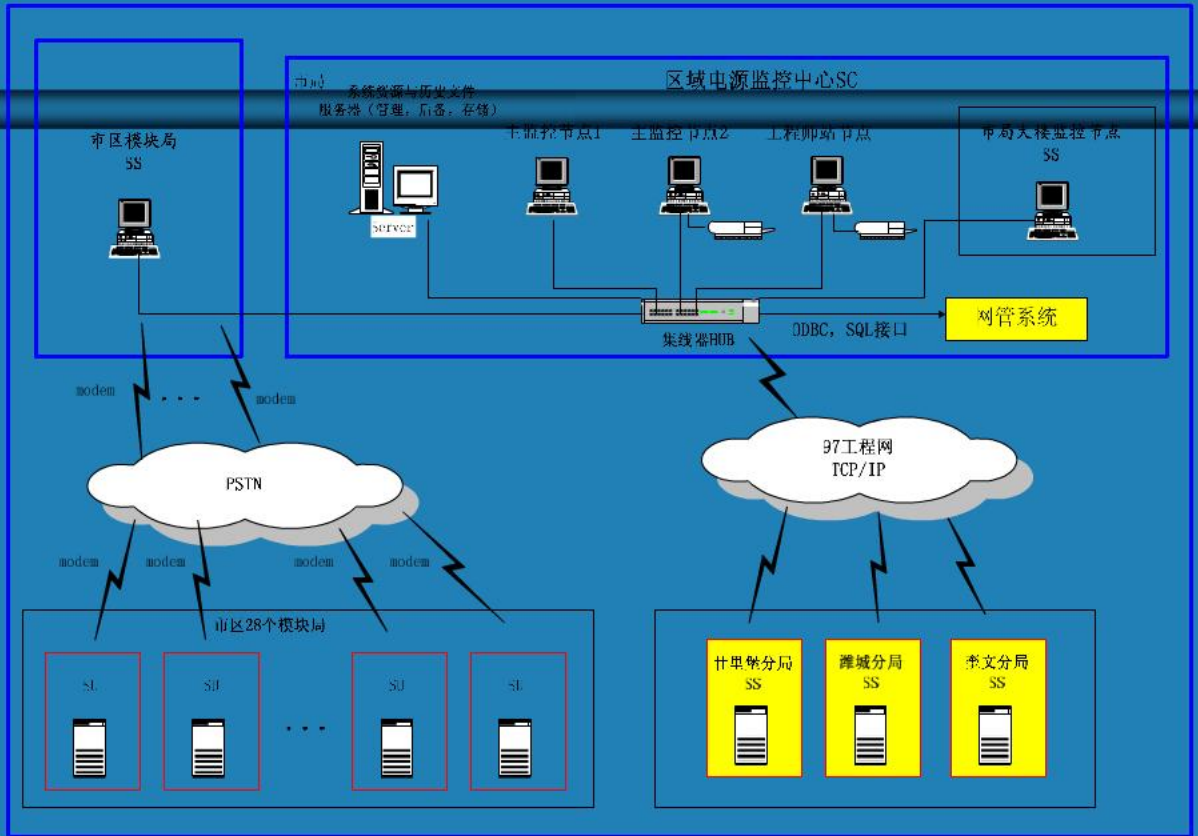 市局
区域电源监控中心SC
系统资源与历史文件
服务器（管理，后备，存储）
市区模块局
SS
主监控节点1
主监控节点2
工程师站节点
市局大楼监控节点
SS
Server
集线器HUB
ODBC，SQL接口
网管系统
modem
...
modem
PSTN
97工程网
TCP/IP
modem
modem
modem
modem
市区28个模块局
SU
SU
...
SU
SU
廿里堡分局
SS
潍城分局
SS
奎文分局
SS